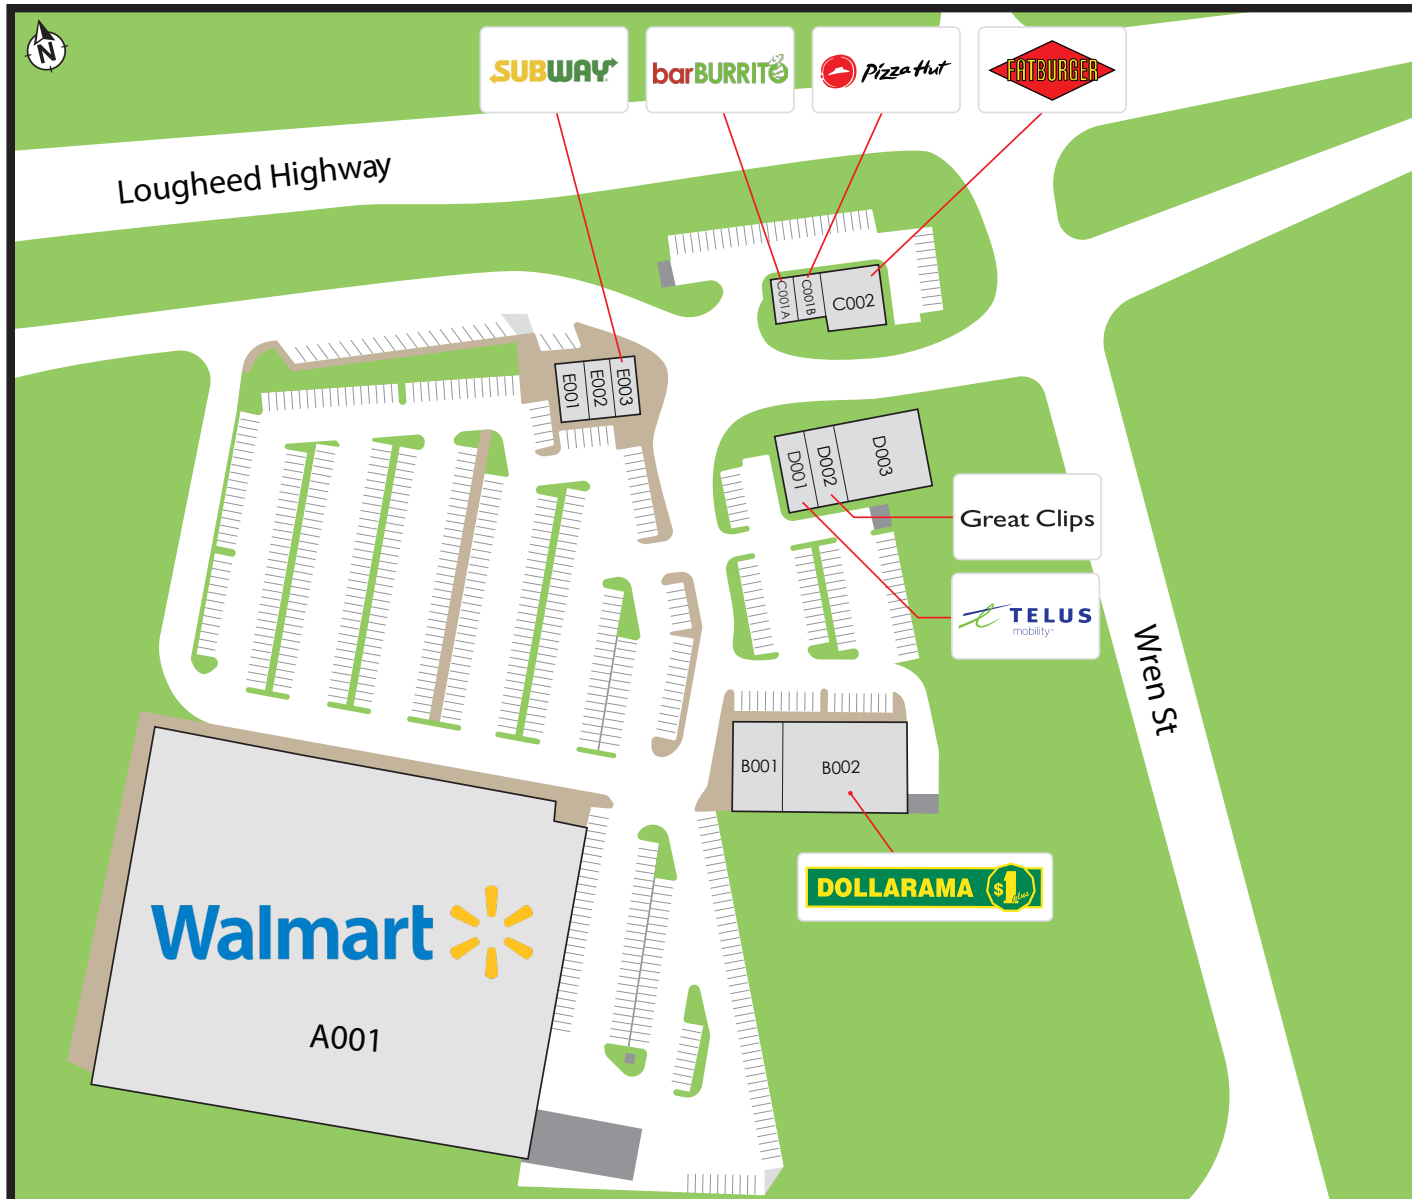 N
SUBWAY
barBURRITO
Pizza Hut
FATBURGER
Lougheed Highway
C001A
C001B
C002
E001
E002
E003
D001
D002
D003
Great Clips
TELUS
mobility
Wren St
B001
B002
DOLLARAMA $1 plus
Walmart
A001